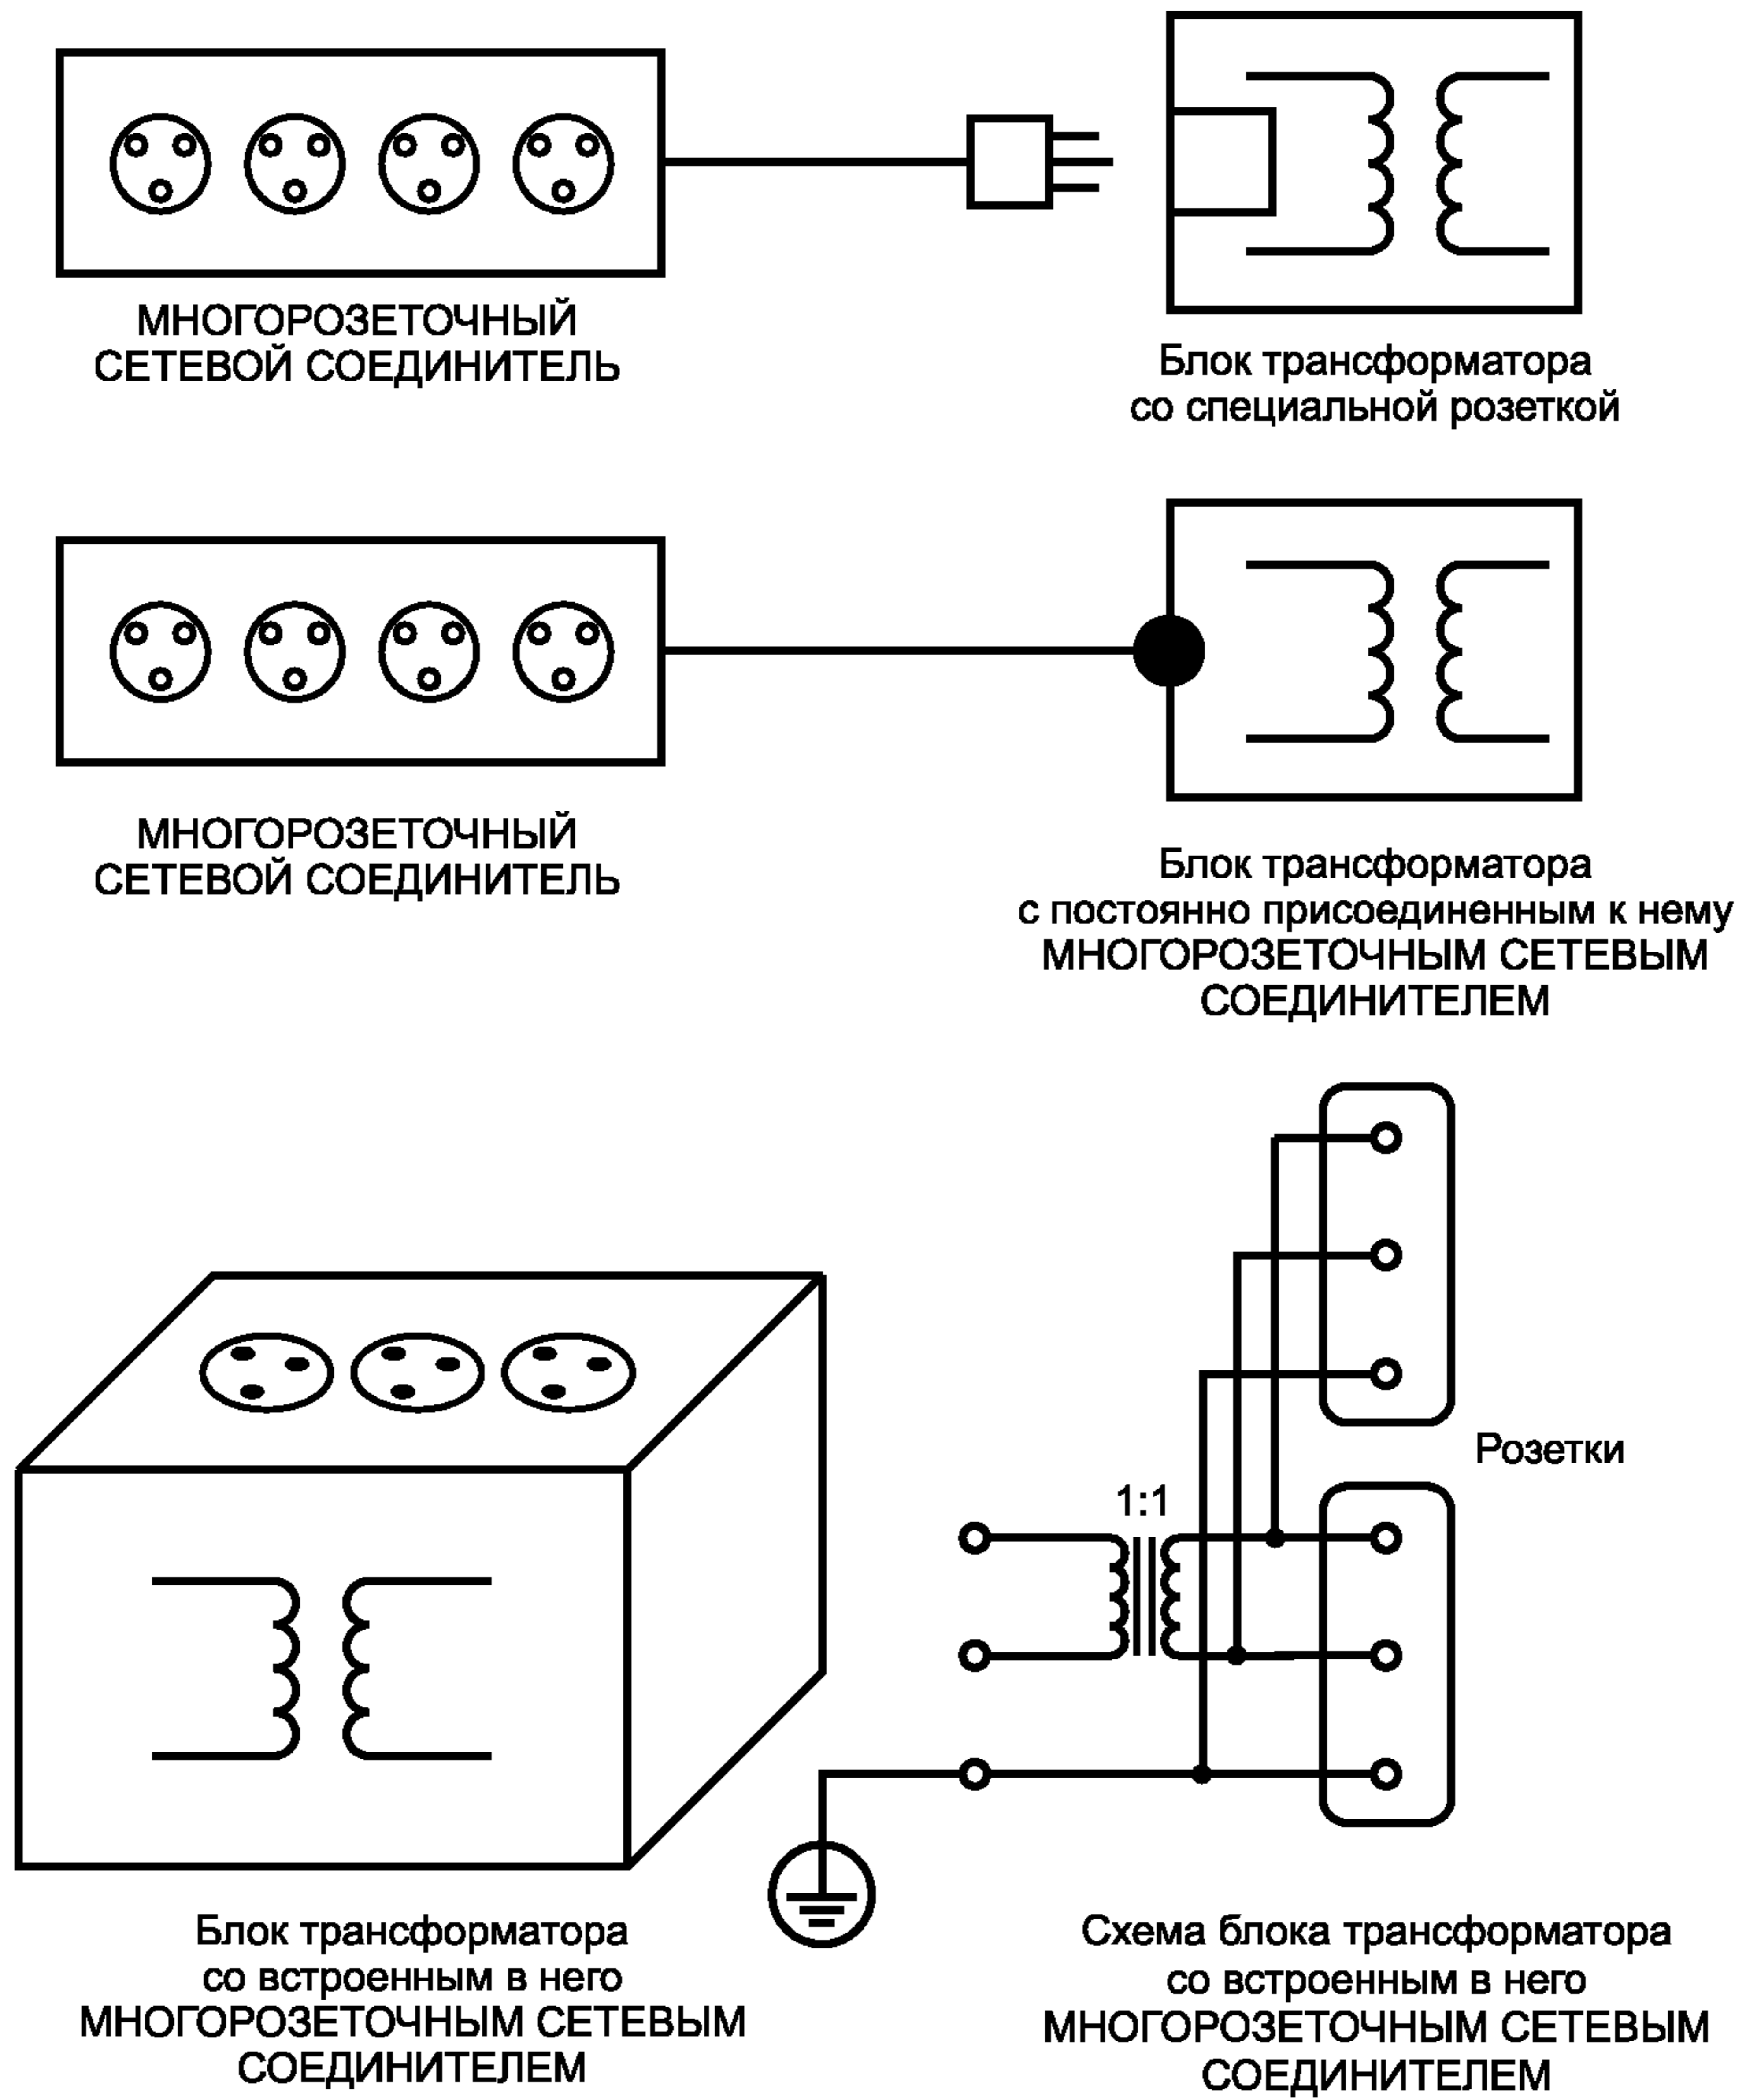 МНОГОРОЗЕТОЧНЫЙ
СЕТЕВОЙ СОЕДИНИТЕЛЬ
Блок трансформатора
со специальной розеткой
МНОГОРОЗЕТОЧНЫЙ
СЕТЕВОЙ СОЕДИНИТЕЛЬ
Блок трансформатора
с постоянно присоединенным к нему
МНОГОРОЗЕТОЧНЫМ СЕТЕВЫМ
СОЕДИНИТЕЛЕМ
Розетки
1:1
Блок трансформатора
со встроенным в него
МНОГОРОЗЕТОЧНЫМ СЕТЕВЫМ
СОЕДИНИТЕЛЕМ
Схема блока трансформатора
со встроенным в него
МНОГОРОЗЕТОЧНЫМ СЕТЕВЫМ
СОЕДИНИТЕЛЕМ